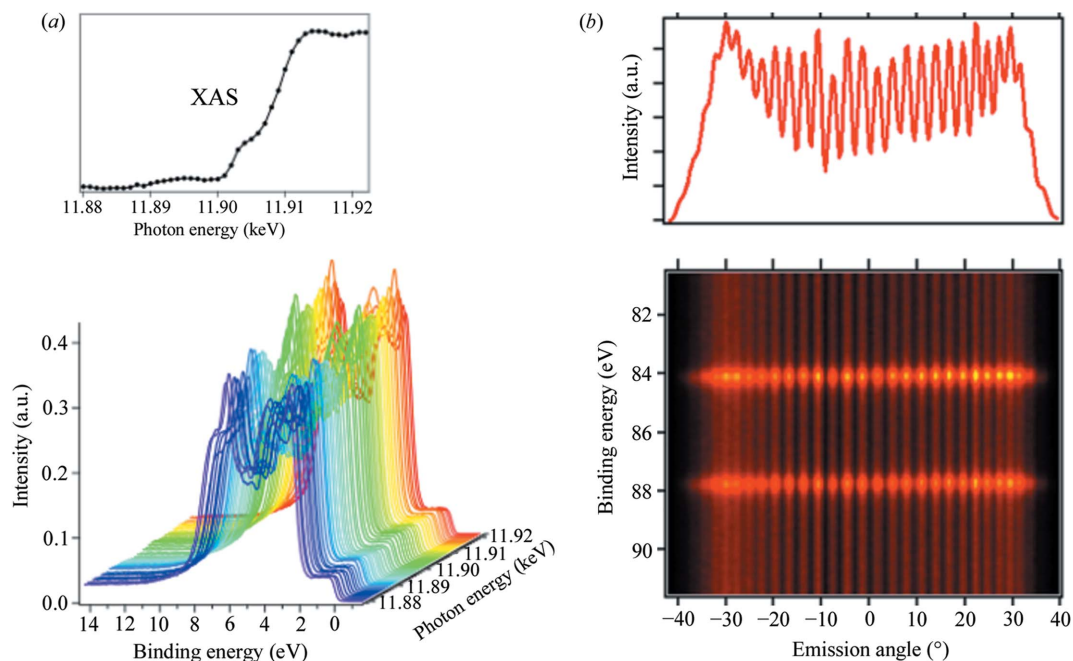 (a)
XAS
11.88 11.89 11.90 11.91 11.92
Photon energy (keV)
0.4
0.3
0.2
0.1
0.0
Intensity (a.u.)
14 12 10 8 6 4 2 0
Binding energy (eV)
11.88
11.89
11.90
11.91
11.92
Photon energy (keV)
(b)
Intensity (a.u.)
82
84
86
88
90
Binding energy (eV)
−40 −30 −20 −10 0 10 20 30 40
Emission angle (°)